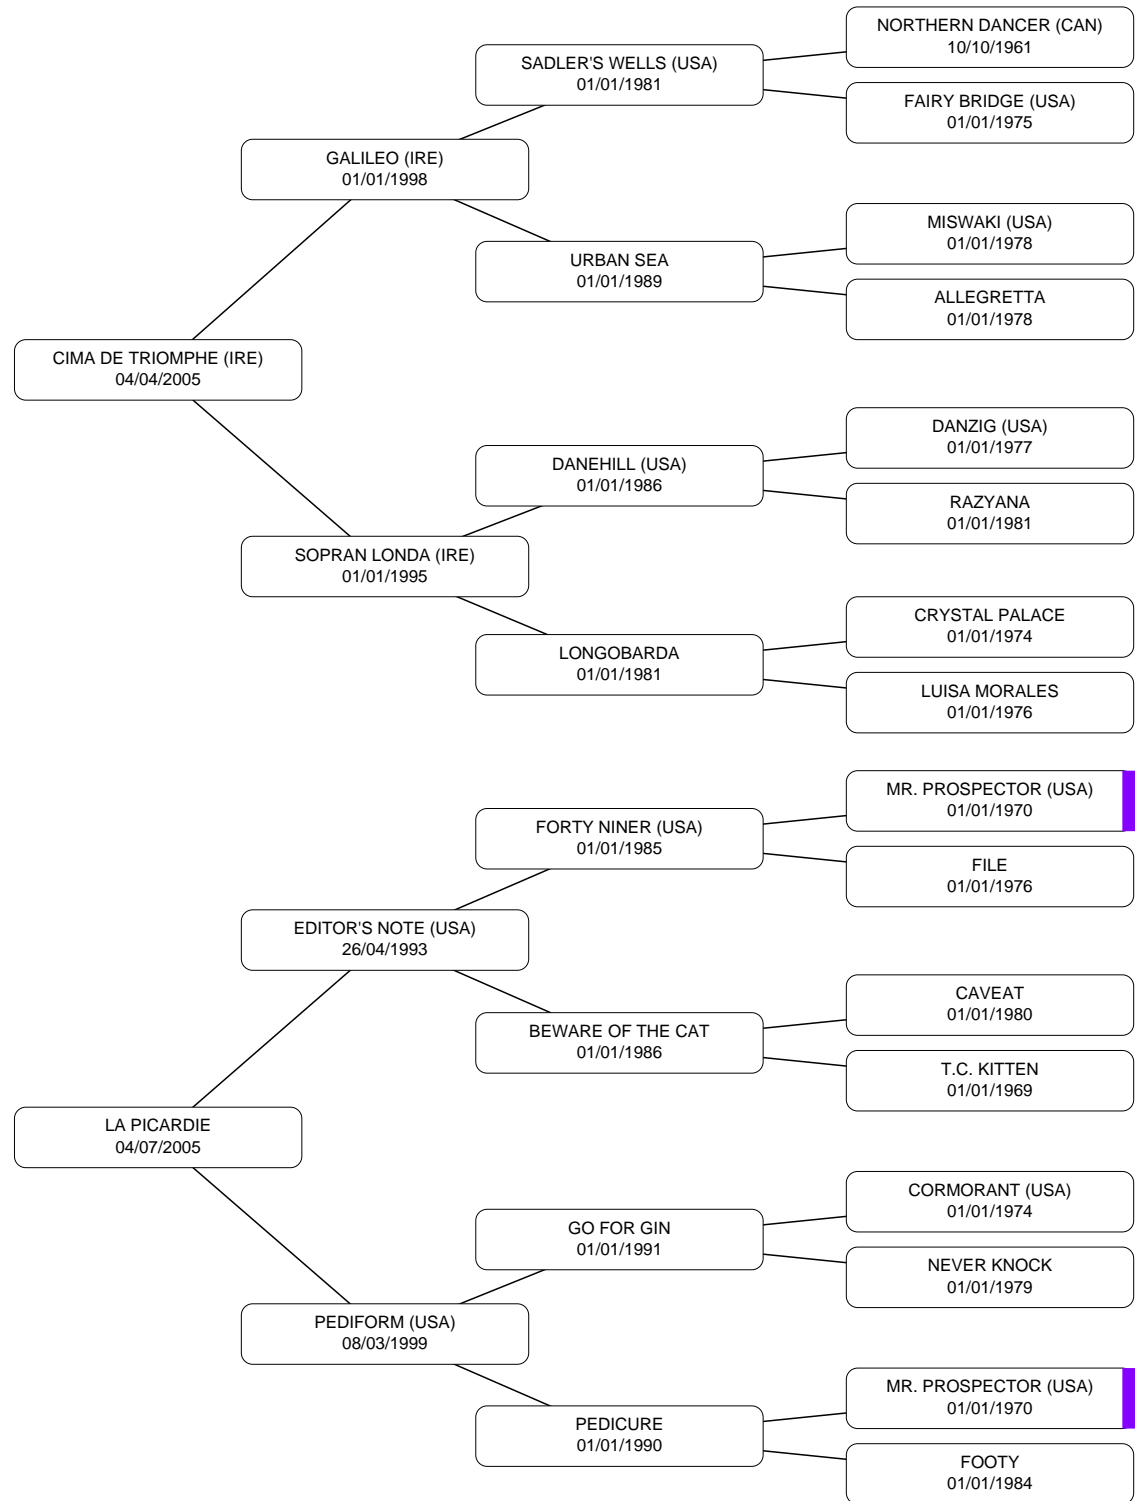 NORTHERN DANCER (CAN)
10/10/1961
SADLER'S WELLS (USA)
01/01/1981
FAIRY BRIDGE (USA)
01/01/1975
GALILEO (IRE)
01/01/1998
MISWAKI (USA)
01/01/1978
URBAN SEA
01/01/1989
ALLEGRETTA
01/01/1978
CIMA DE TRIOMPHE (IRE)
04/04/2005
DANZIG (USA)
01/01/1977
DANEHILL (USA)
01/01/1986
RAZYANA
01/01/1981
SOPRAN LONDA (IRE)
01/01/1995
CRYSTAL PALACE
01/01/1974
LONGOBARDA
01/01/1981
LUISA MORALES
01/01/1976
MR. PROSPECTOR (USA)
01/01/1970
FORTY NINER (USA)
01/01/1985
FILE
01/01/1976
EDITOR'S NOTE (USA)
26/04/1993
CAVEAT
01/01/1980
BEWARE OF THE CAT
01/01/1986
T.C. KITTEN
01/01/1969
LA PICARDIE
04/07/2005
CORMORANT (USA)
01/01/1974
GO FOR GIN
01/01/1991
NEVER KNOCK
01/01/1979
PEDIFORM (USA)
08/03/1999
MR. PROSPECTOR (USA)
01/01/1970
PEDICURE
01/01/1990
FOOTY
01/01/1984